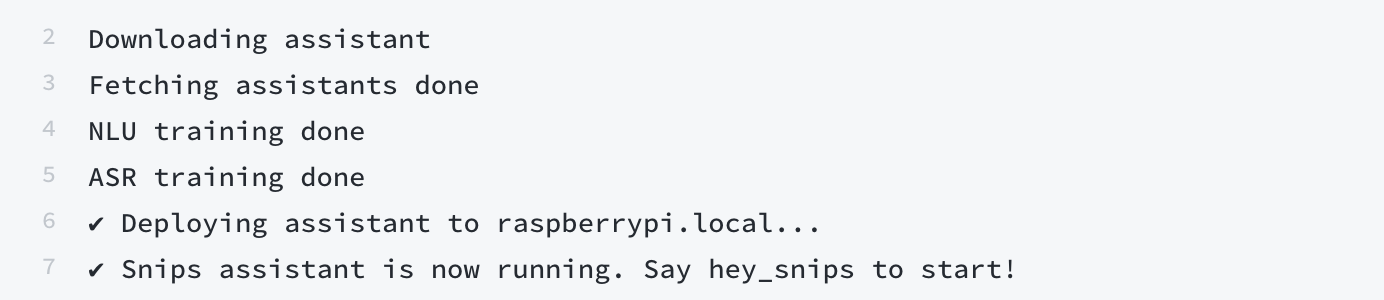 2 Downloading assistant
3 Fetching assistants done
4 NLU training done
5 ASR training done
6 ✔ Deploying assistant to raspberrypi.local...
7 ✔ Snips assistant is now running. Say hey_snips to start!